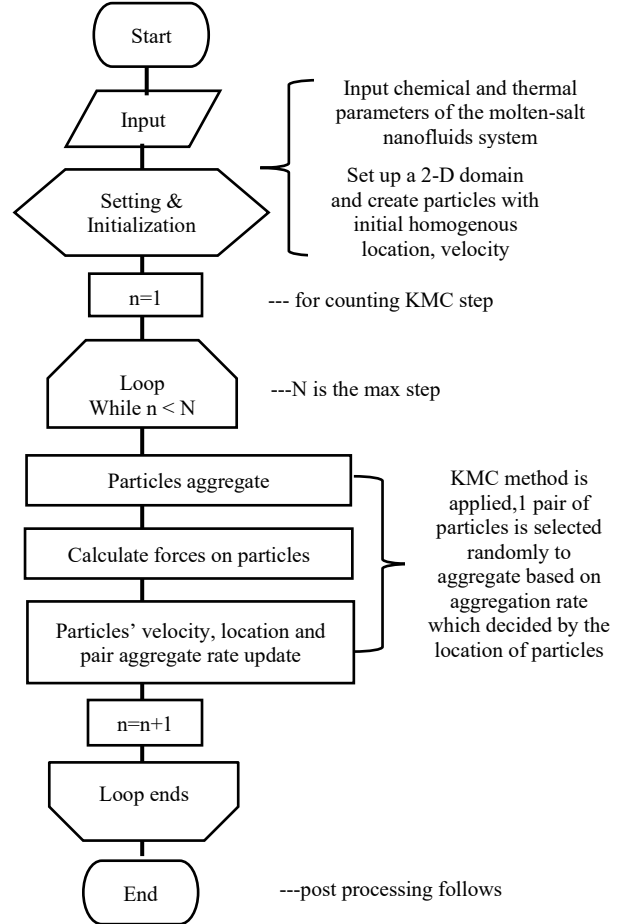 Start
Input
Input chemical and thermal
parameters of the molten-salt
nanofluids system
Setting &
Initialization
Set up a 2-D domain
and create particles with
initial homogenous
location, velocity
n=1
--- for counting KMC step
Loop
While n < N
---N is the max step
Particles aggregate
Calculate forces on particles
Particles’ velocity, location and
pair aggregate rate update
KMC method is
applied,1 pair of
particles is selected
randomly to
aggregate based on
aggregation rate
which decided by the
location of particles
n=n+1
Loop ends
End
---post processing follows